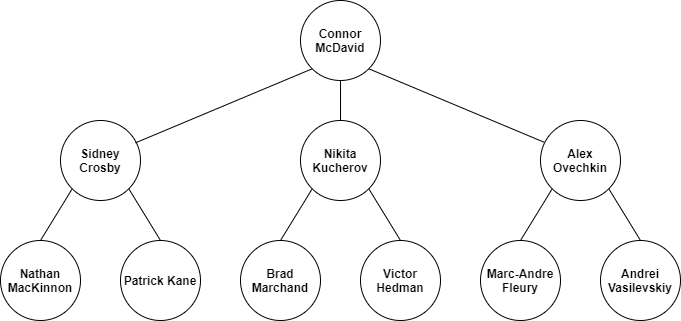 Connor
McDavid
Sidney
Crosby
Nikita
Kucherov
Alex
Ovechkin
Nathan
MacKinnon
Patrick Kane
Brad
Marchand
Victor
Hedman
Marc-Andre
Fleury
Andrei
Vasilevskiy